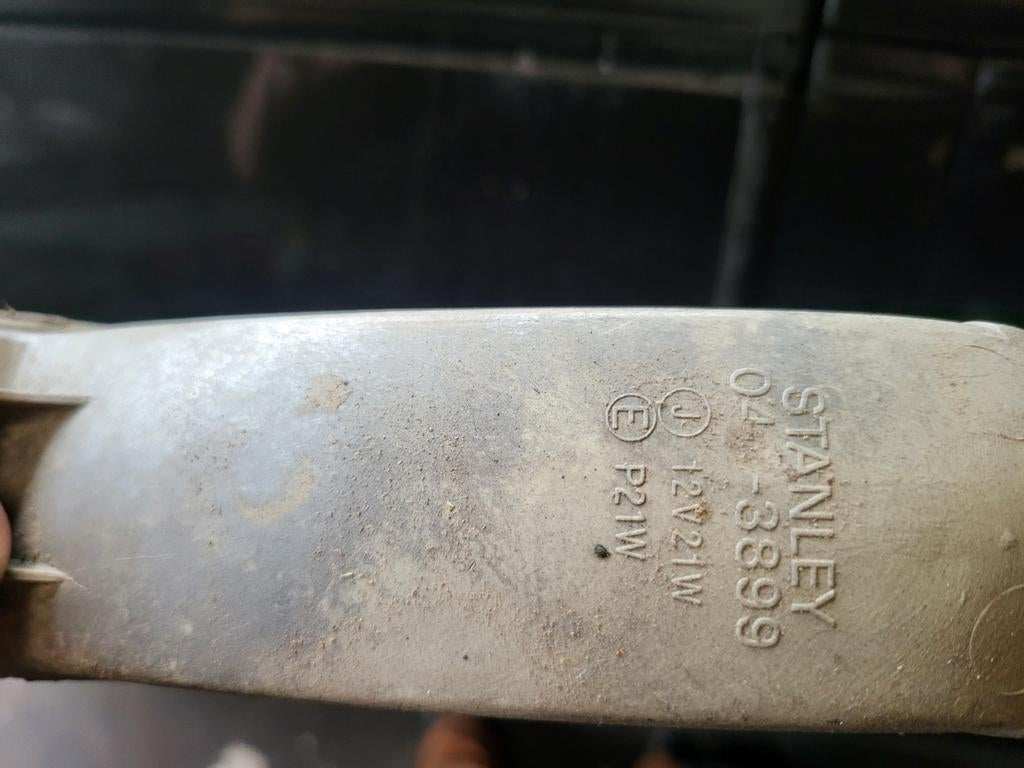 STANLEY
04 -3899
Ⓙ 12V21W
Ⓔ P21W